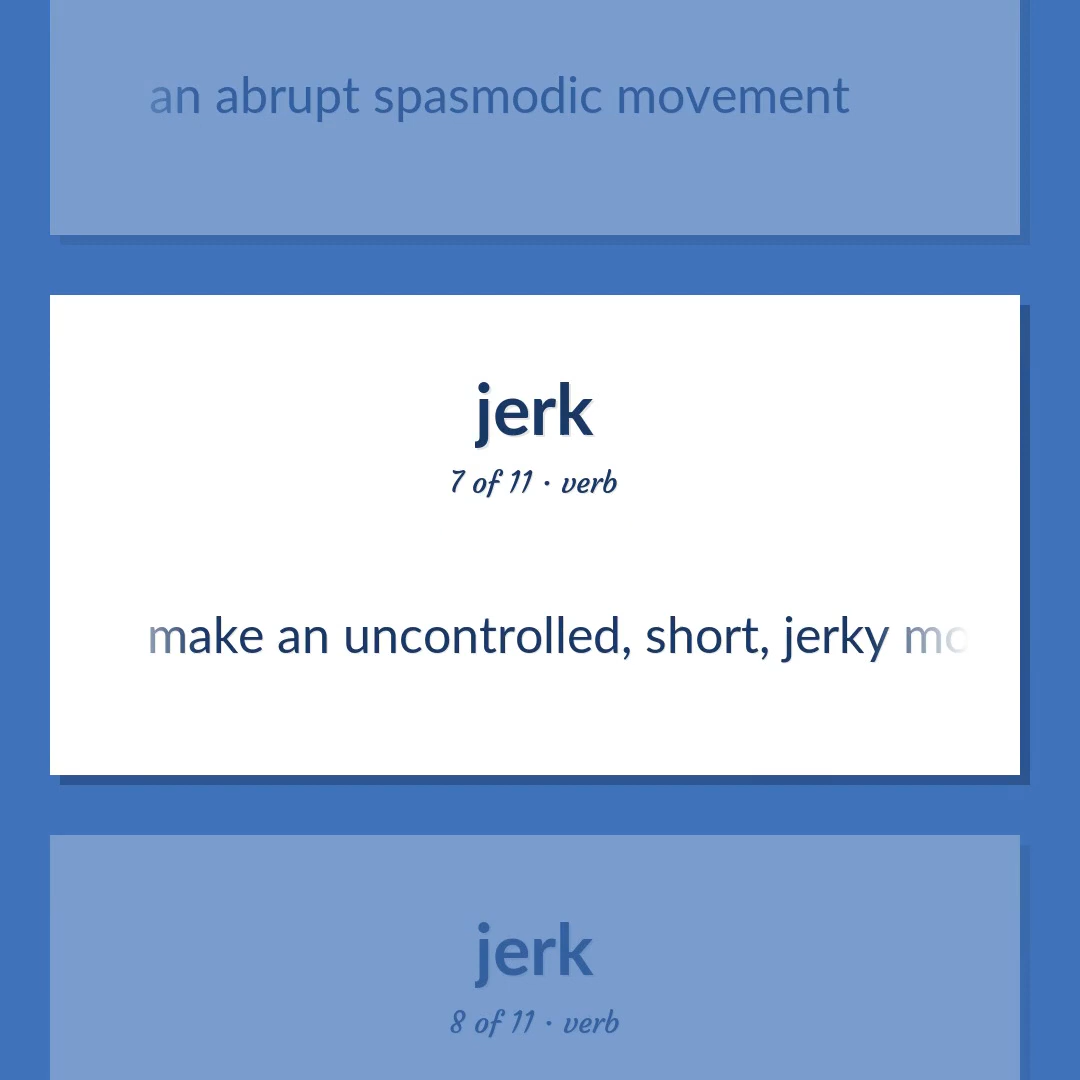 an abrupt spasmodic movement
jerk
7 of 11 · verb
make an uncontrolled, short, jerky
jerk
8 of 11 · verb